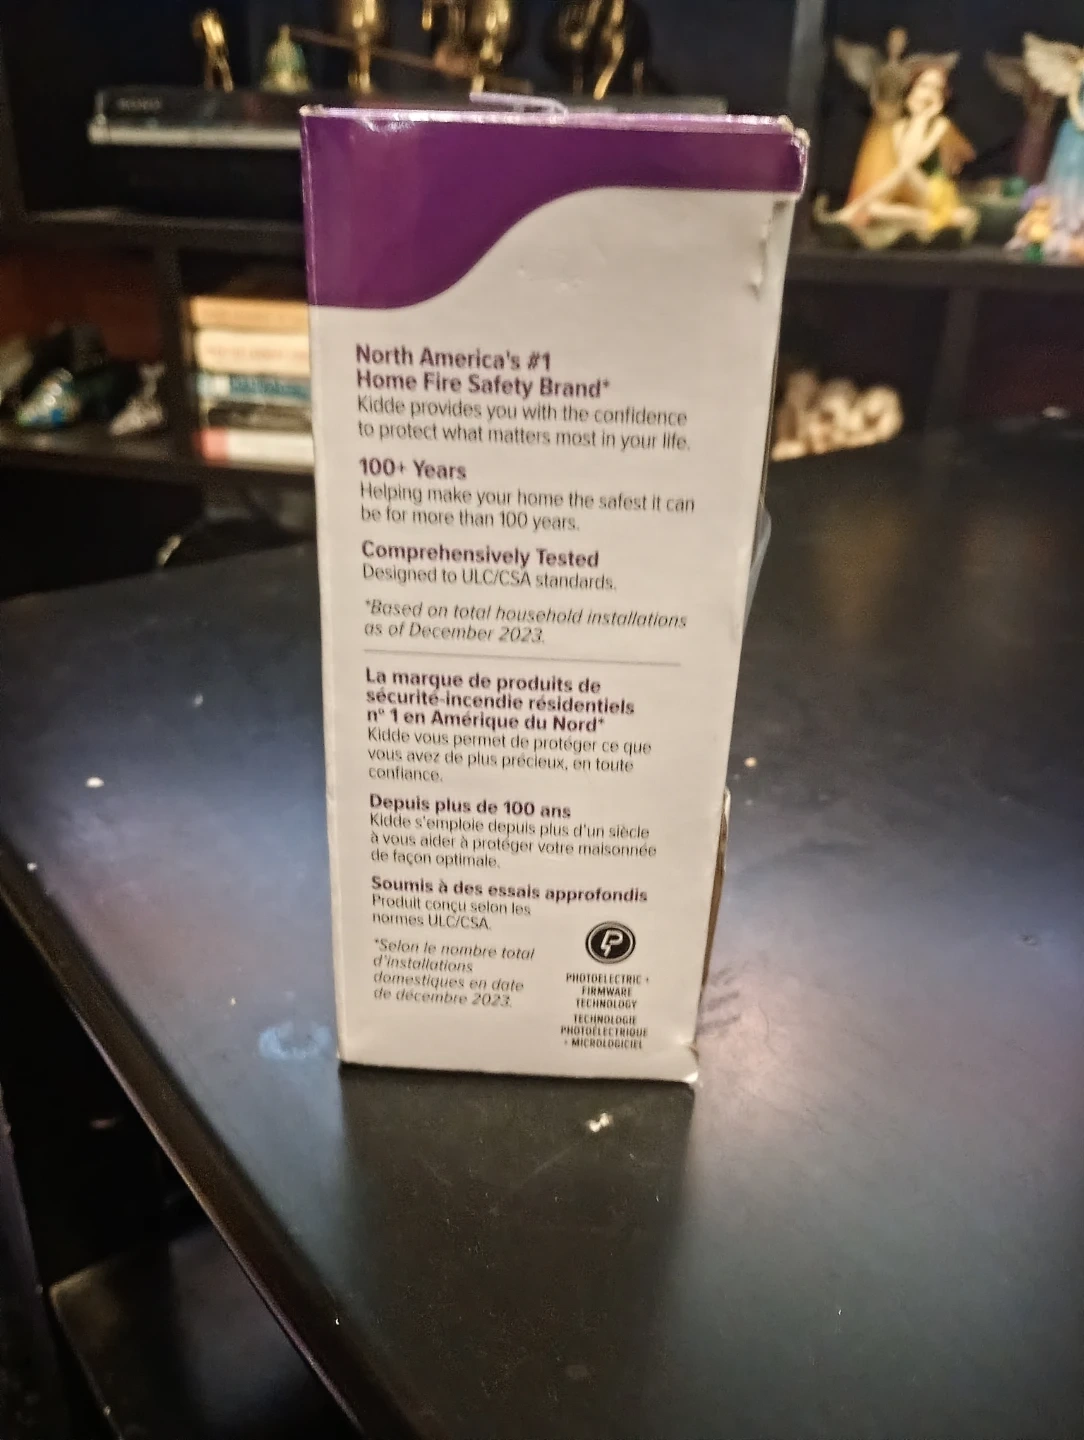 North America's #1
Home Fire Safety Brand*
Kidde provides you with the confidence
to protect what matters most in your life.
100+ Years
Helping make your home the safest it can
be for more than 100 years.
Comprehensively Tested
Designed to ULC/CSA standards.
*Based on total household installations
as of December 2023.
La marque de produits de
sécurité-incendie résidentiels
n° 1 en Amérique du Nord*
Kidde vous permet de protéger ce que
vous avez de plus précieux, en toute
confiance.
Depuis plus de 100 ans
Kidde s'emploie depuis plus d'un siècle
à vous aider à protéger votre maisonnée
de façon optimale.
Soumis à des essais approfondis
Produit conçu selon les
normes ULC/CSA.
*Selon le nombre total
d'installations
domestiques en date
de décembre 2023.
P
PHOTOELECTRIC +
FIRMWARE
TECHNOLOGY
TECHNOLOGIE
PHOTOÉLECTRIQUE
+ MICROLOGICIEL